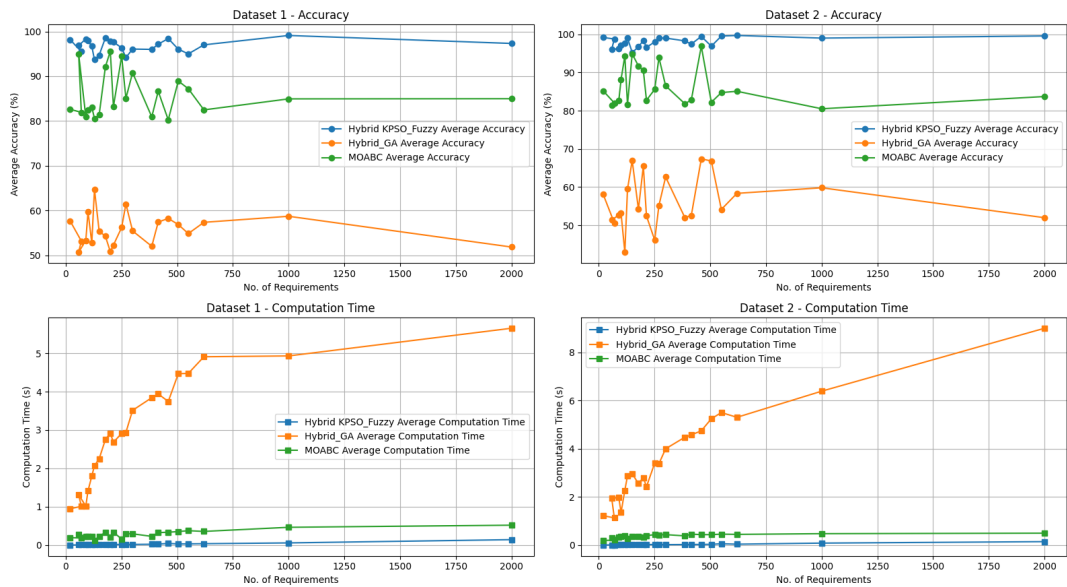 Dataset 1 - Accuracy
Average Accuracy (%)
100
90
80
70
60
50
Hybrid KPSO_Fuzzy Average Accuracy
Hybrid_GA Average Accuracy
MOABC Average Accuracy
0 250 500 750 1000 1250 1500 1750 2000
No. of Requirements
Dataset 2 - Accuracy
Average Accuracy (%)
100
90
80
70
60
50
Hybrid KPSO_Fuzzy Average Accuracy
Hybrid_GA Average Accuracy
MOABC Average Accuracy
0 250 500 750 1000 1250 1500 1750 2000
No. of Requirements
Dataset 1 - Computation Time
Computation Time (s)
5
4
3
2
1
0
Hybrid KPSO_Fuzzy Average Computation Time
Hybrid_GA Average Computation Time
MOABC Average Computation Time
0 250 500 750 1000 1250 1500 1750 2000
No. of Requirements
Dataset 2 - Computation Time
Computation Time (s)
Hybrid KPSO_Fuzzy Average Computation Time
Hybrid_GA Average Computation Time
MOABC Average Computation Time
8
6
4
2
0
0 250 500 750 1000 1250 1500 1750 2000
No. of Requirements